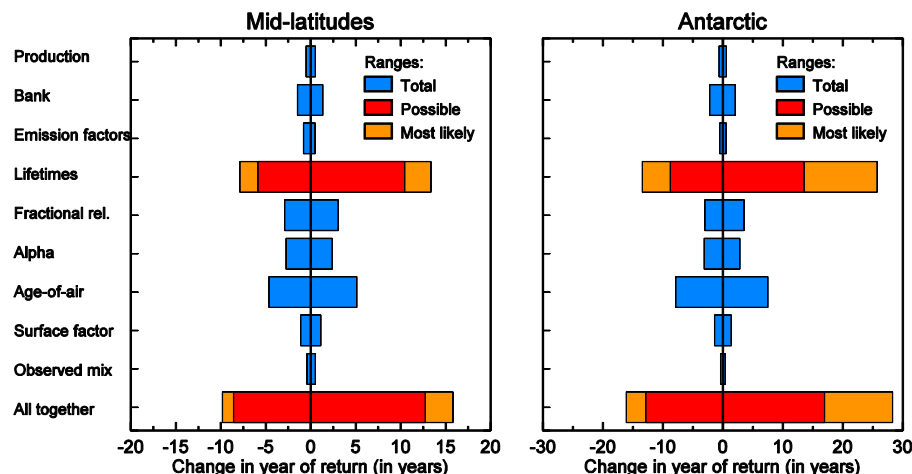 Mid-latitudes
Antarctic
Production
Bank
Emission factors
Lifetimes
Fractional rel.
Alpha
Age-of-air
Surface factor
Observed mix
All together
Ranges:
Total
Possible
Most likely
Ranges:
Total
Possible
Most likely
-20 -15 -10 -5 0 5 10 15 20
-30 -20 -10 0 10 20 30
Change in year of return (in years)
Change in year of return (in years)